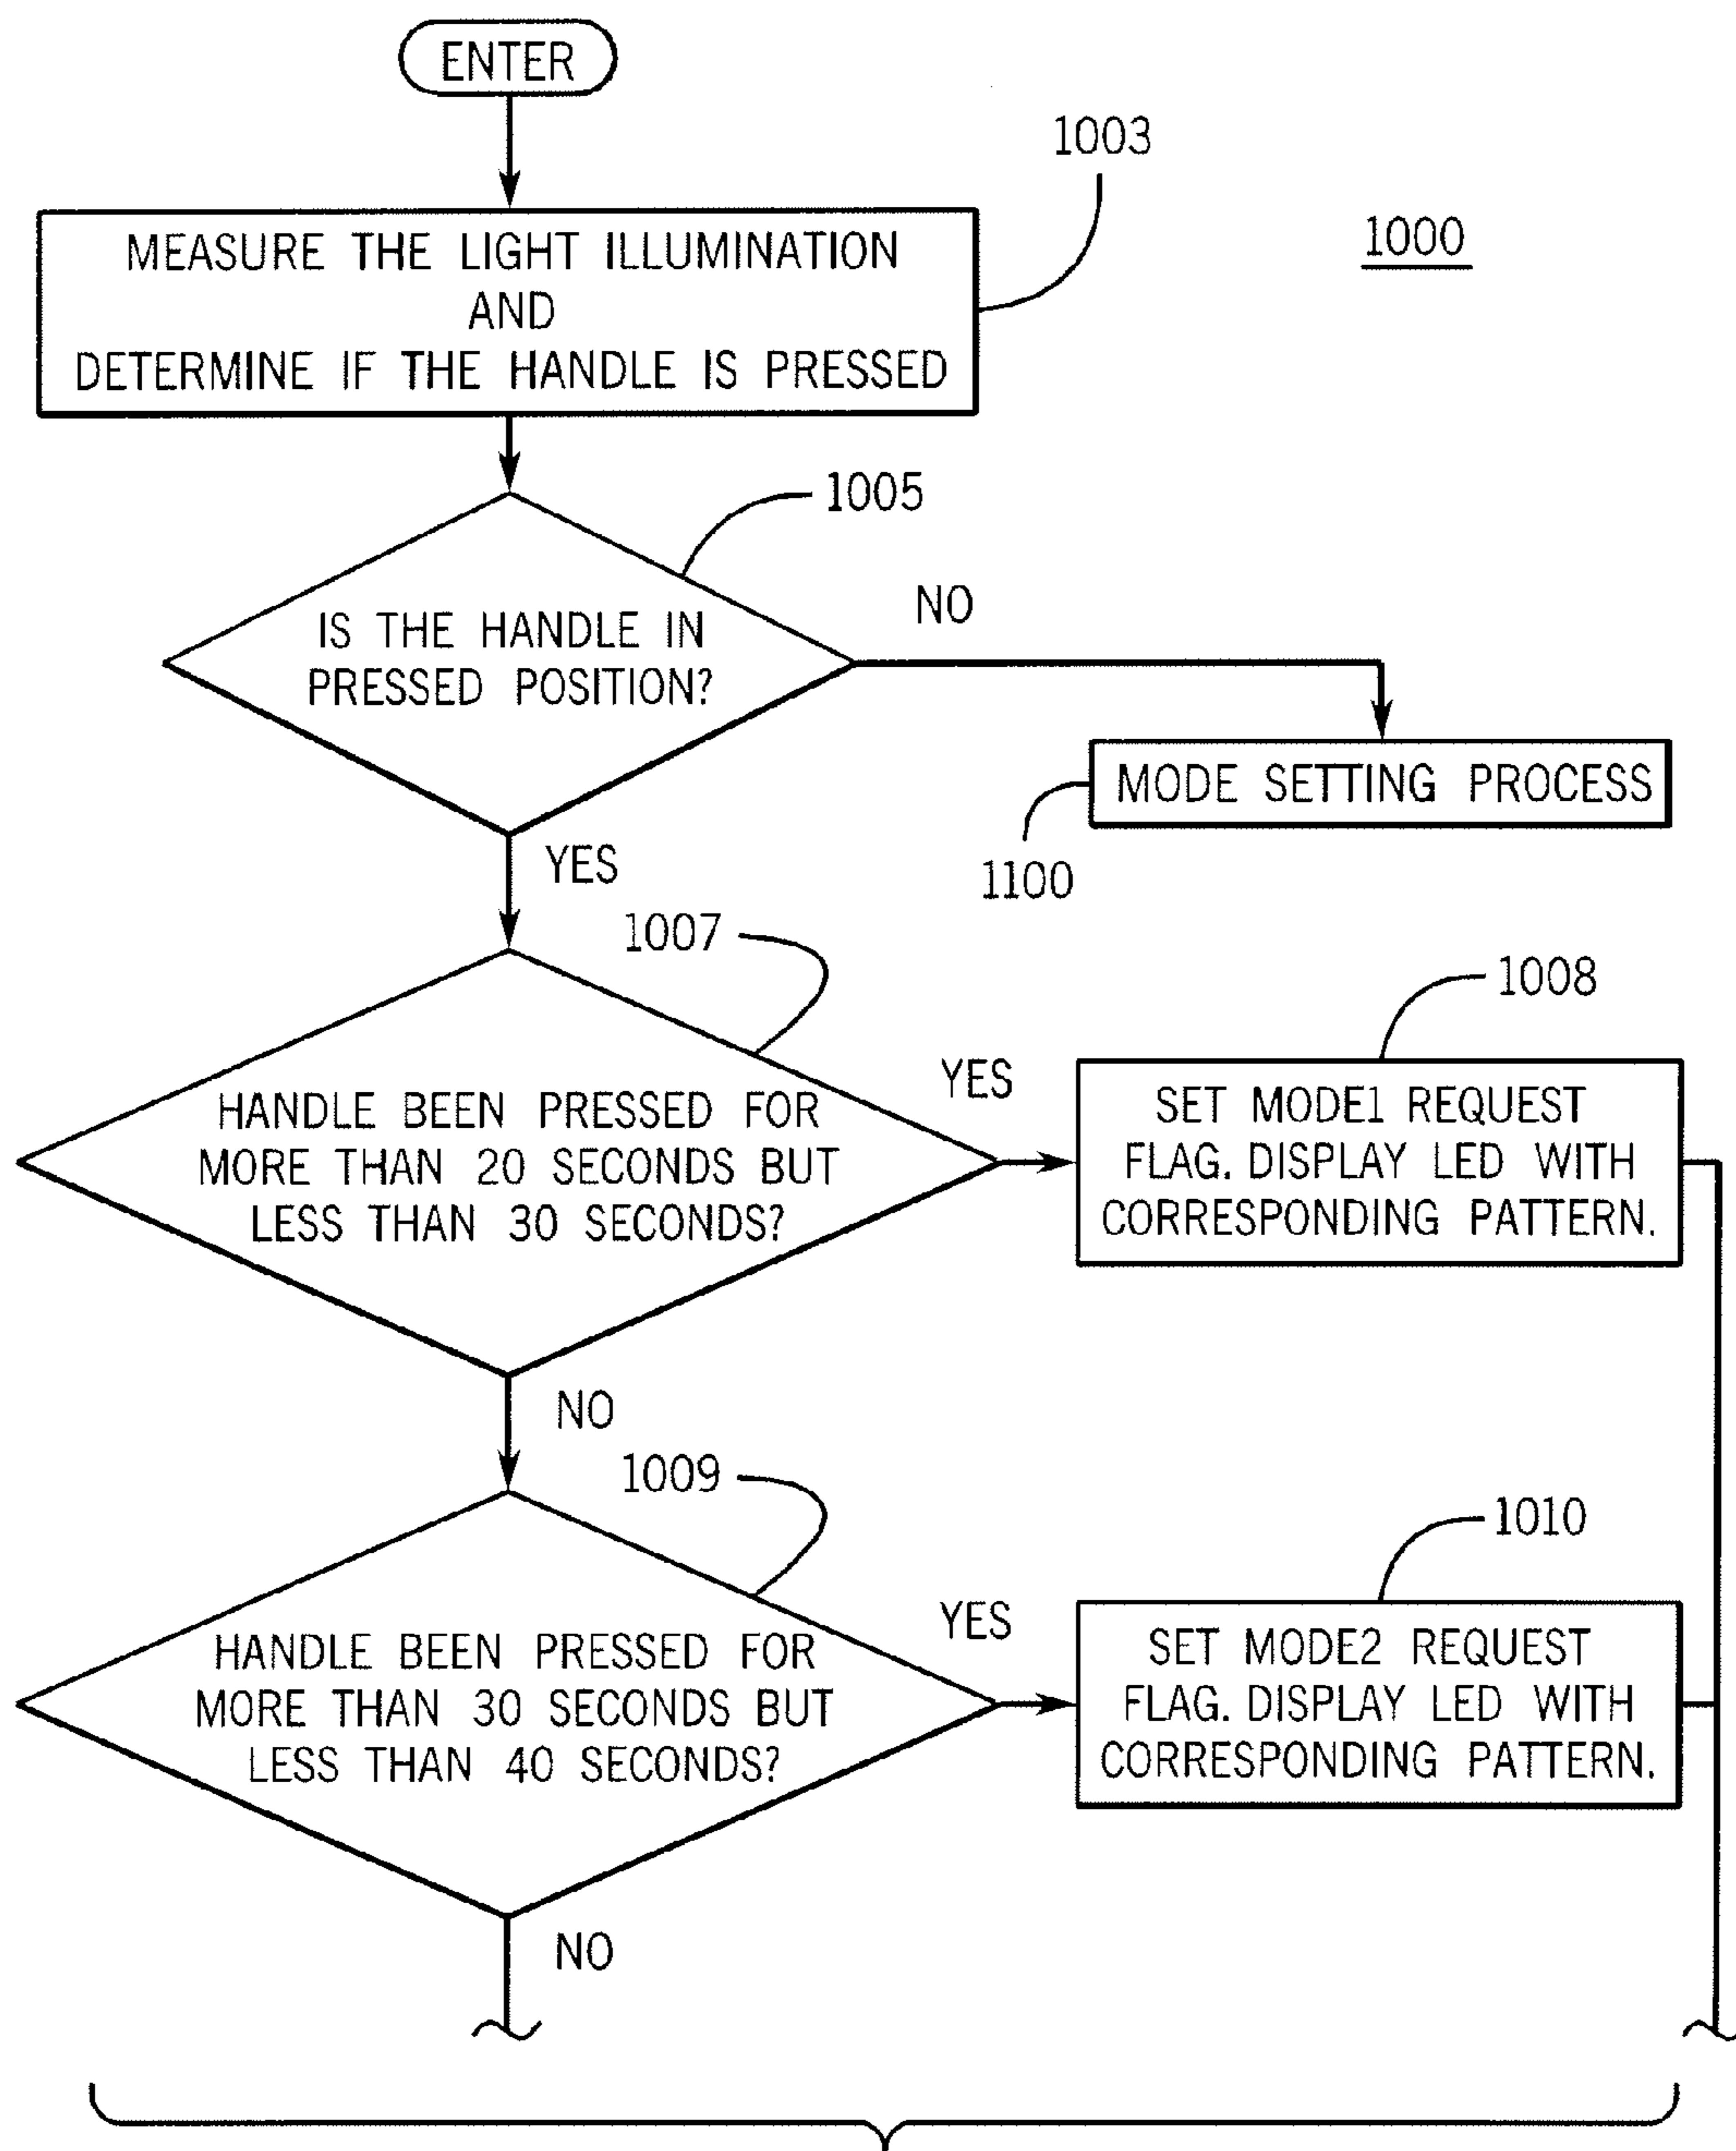 ENTER
1003
1000
MEASURE THE LIGHT ILLUMINATION
AND
DETERMINE IF THE HANDLE IS PRESSED
1005
IS THE HANDLE IN
PRESSED POSITION?
NO
MODE SETTING PROCESS
1100
YES
1007
HANDLE BEEN PRESSED FOR
MORE THAN 20 SECONDS BUT
LESS THAN 30 SECONDS?
YES
1008
SET MODE1 REQUEST
FLAG. DISPLAY LED WITH
CORRESPONDING PATTERN.
NO
1009
HANDLE BEEN PRESSED FOR
MORE THAN 30 SECONDS BUT
LESS THAN 40 SECONDS?
YES
1010
SET MODE2 REQUEST
FLAG. DISPLAY LED WITH
CORRESPONDING PATTERN.
NO